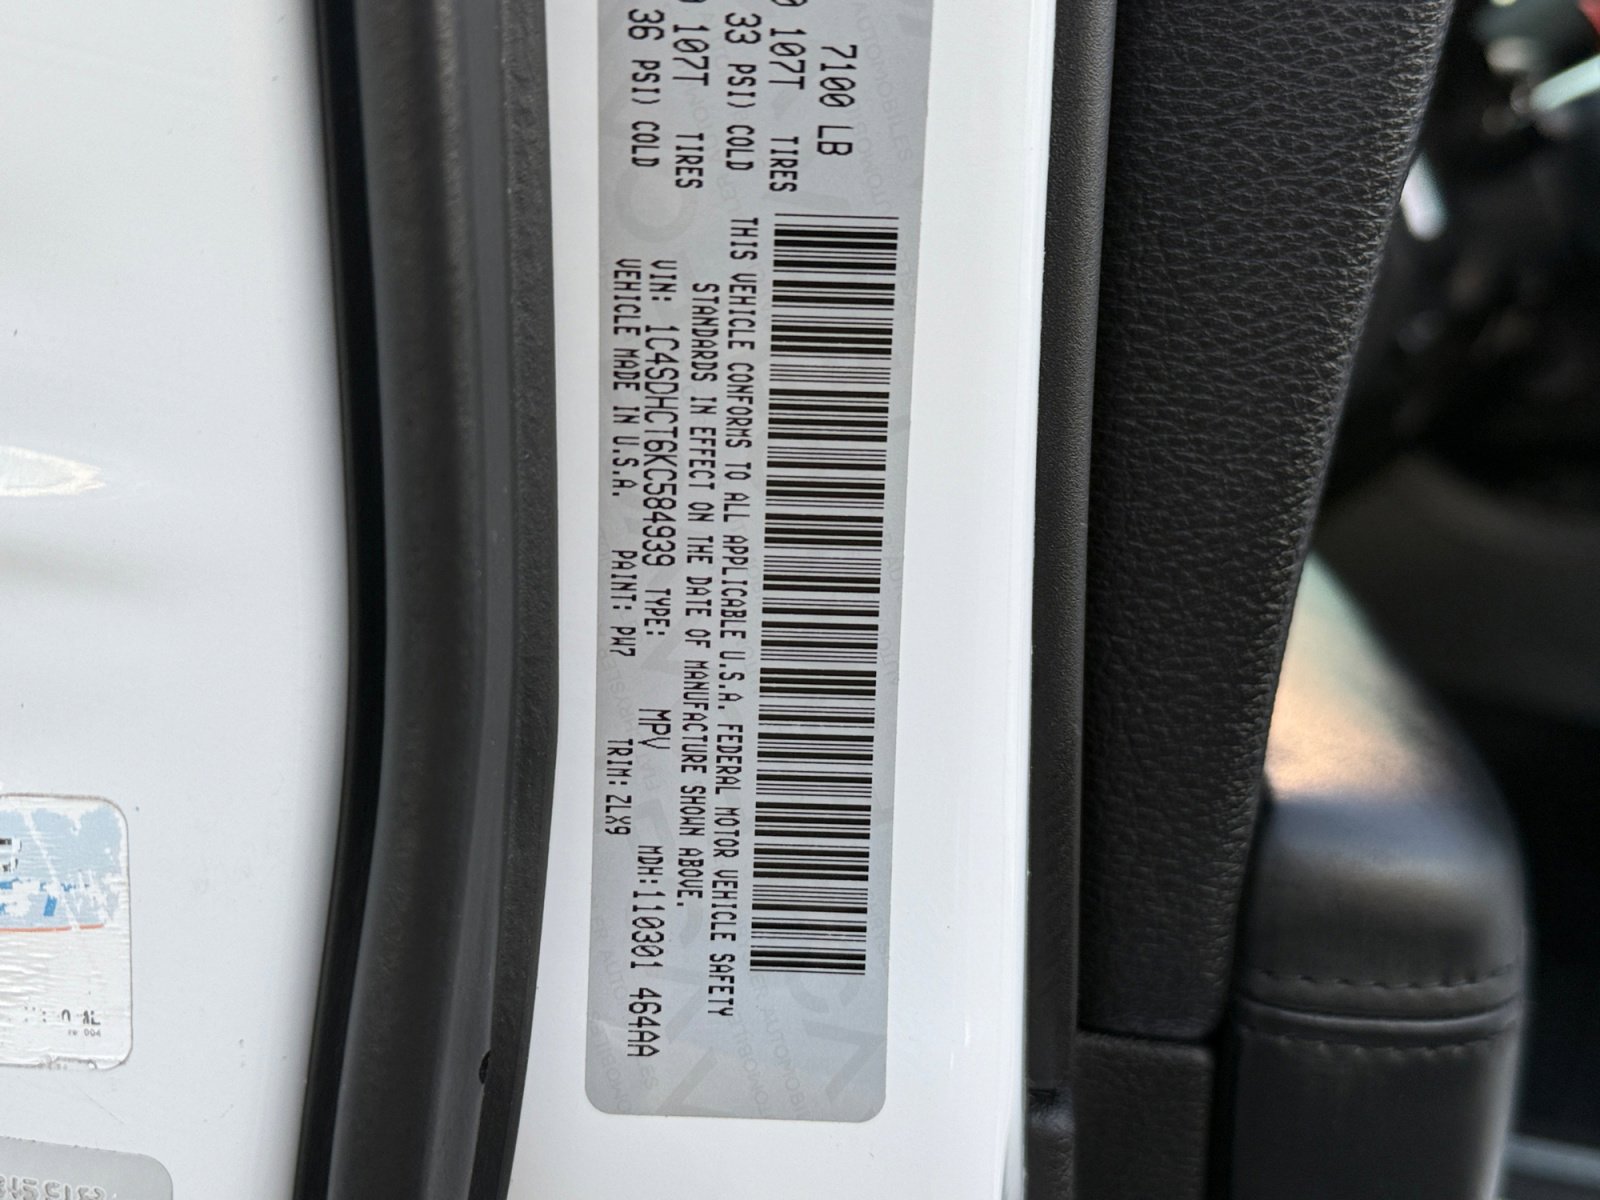 7100 LB
107T TIRES
33 PSI) COLD
107T TIRES
36 PSI) COLD
THIS VEHICLE CONFORMS TO ALL APPLICABLE U.S.A. FEDERAL MOTOR VEHICLE SAFETY
STANDARDS IN EFFECT ON THE DATE OF MANUFACTURE SHOWN ABOVE.
VIN: 1C4SDHCT6KC584939 TYPE: MPV MDH:110301 464AA
VEHICLE MADE IN U.S.A. PAINT: PW7 TRIM: ZLX9